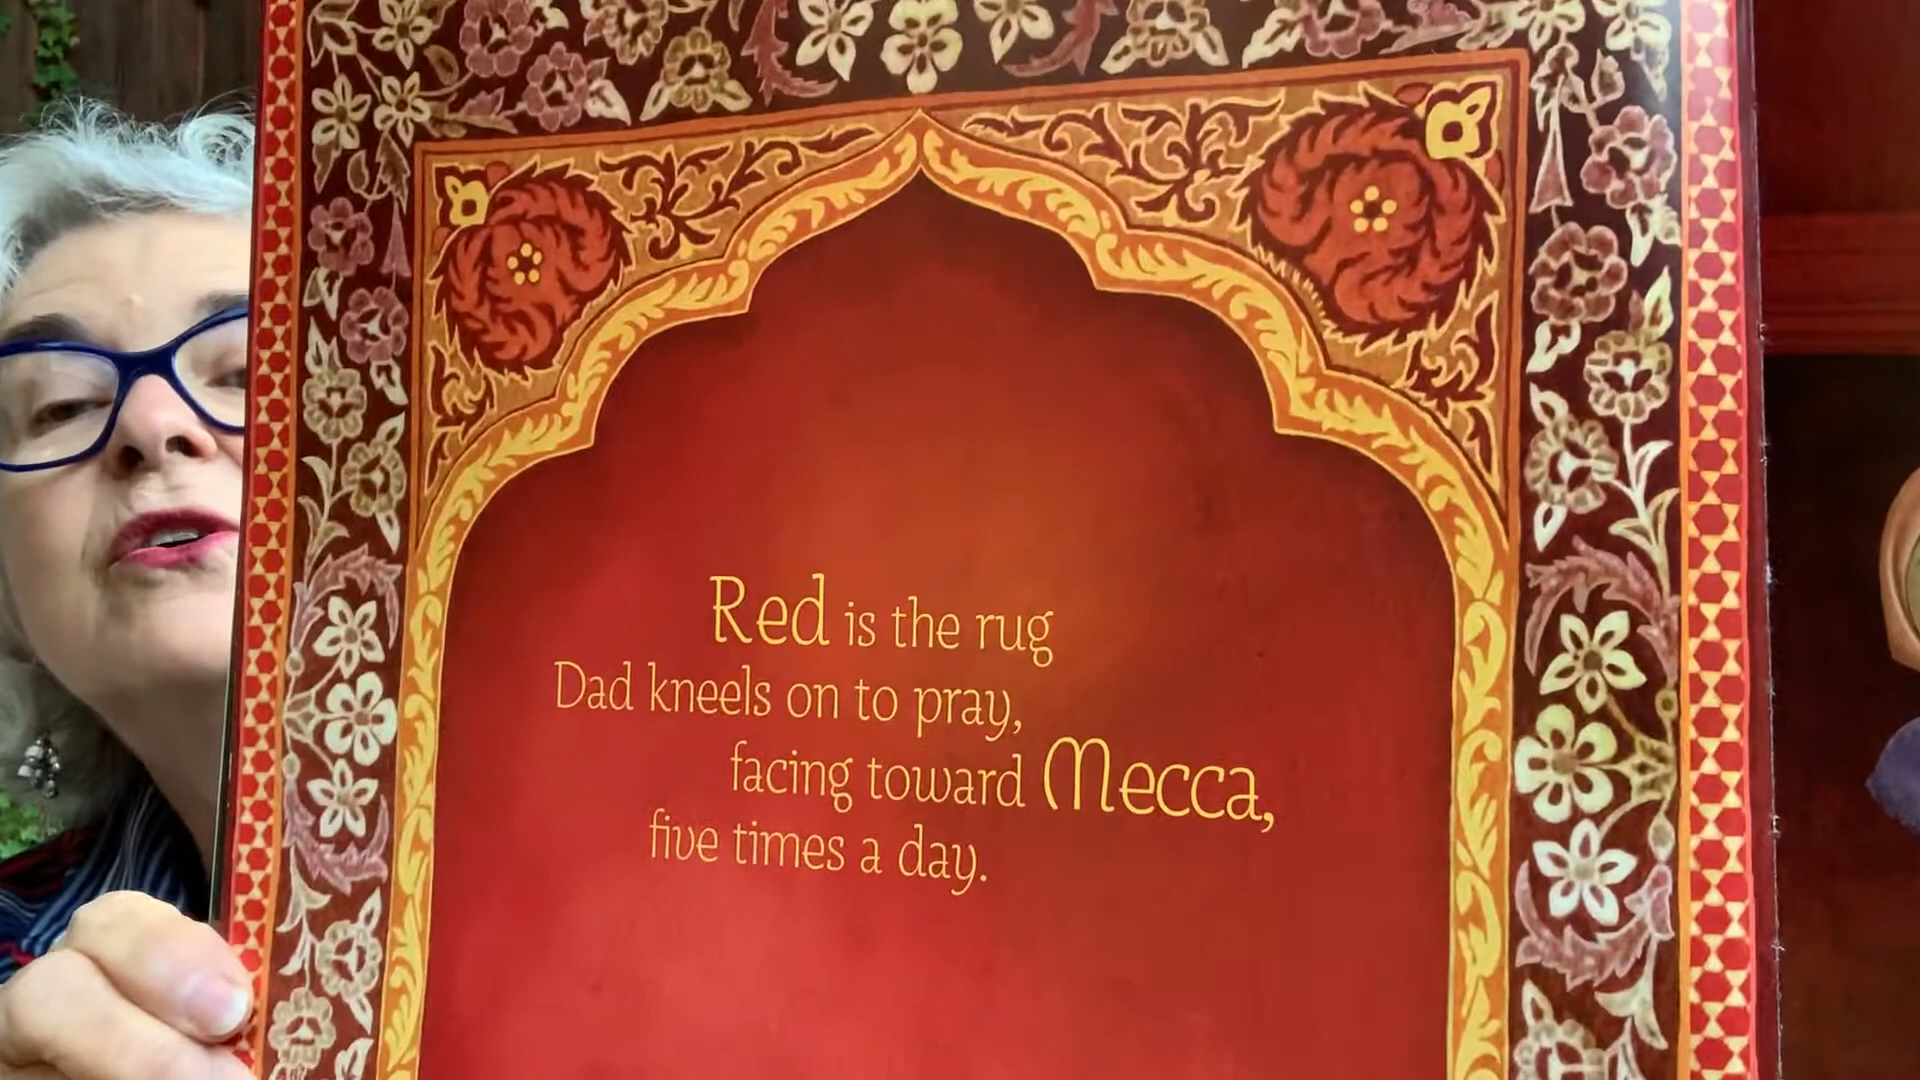 Red is the rug
Dad kneels on to pray,
facing toward Mecca,
five times a day.